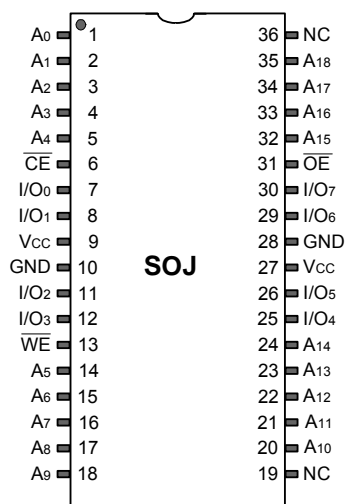 A0 1 36 NC
A1 2 35 A18
A2 3 34 A17
A3 4 33 A16
A4 5 32 A15
C̅E̅ 6 31 O̅E̅
I/O0 7 30 I/O7
I/O1 8 29 I/O6
VCC 9 28 GND
GND 10 SOJ 27 VCC
I/O2 11 26 I/O5
I/O3 12 25 I/O4
W̅E̅ 13 24 A14
A5 14 23 A13
A6 15 22 A12
A7 16 21 A11
A8 17 20 A10
A9 18 19 NC